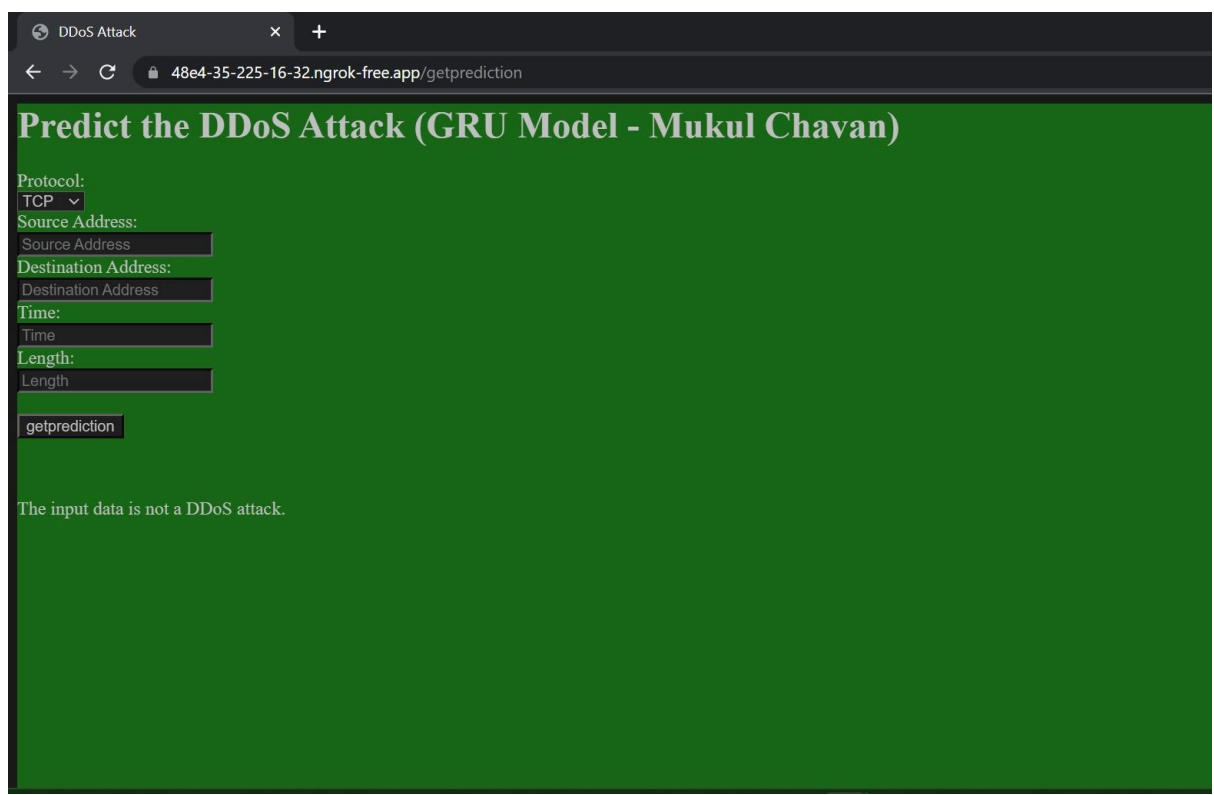 DDoS Attack
48e4-35-225-16-32.ngrok-free.app/getprediction
Predict the DDoS Attack (GRU Model - Mukul Chavan)
Protocol:
TCP
Source Address:
Source Address
Destination Address:
Destination Address
Time:
Time
Length:
Length
getprediction
The input data is not a DDoS attack.